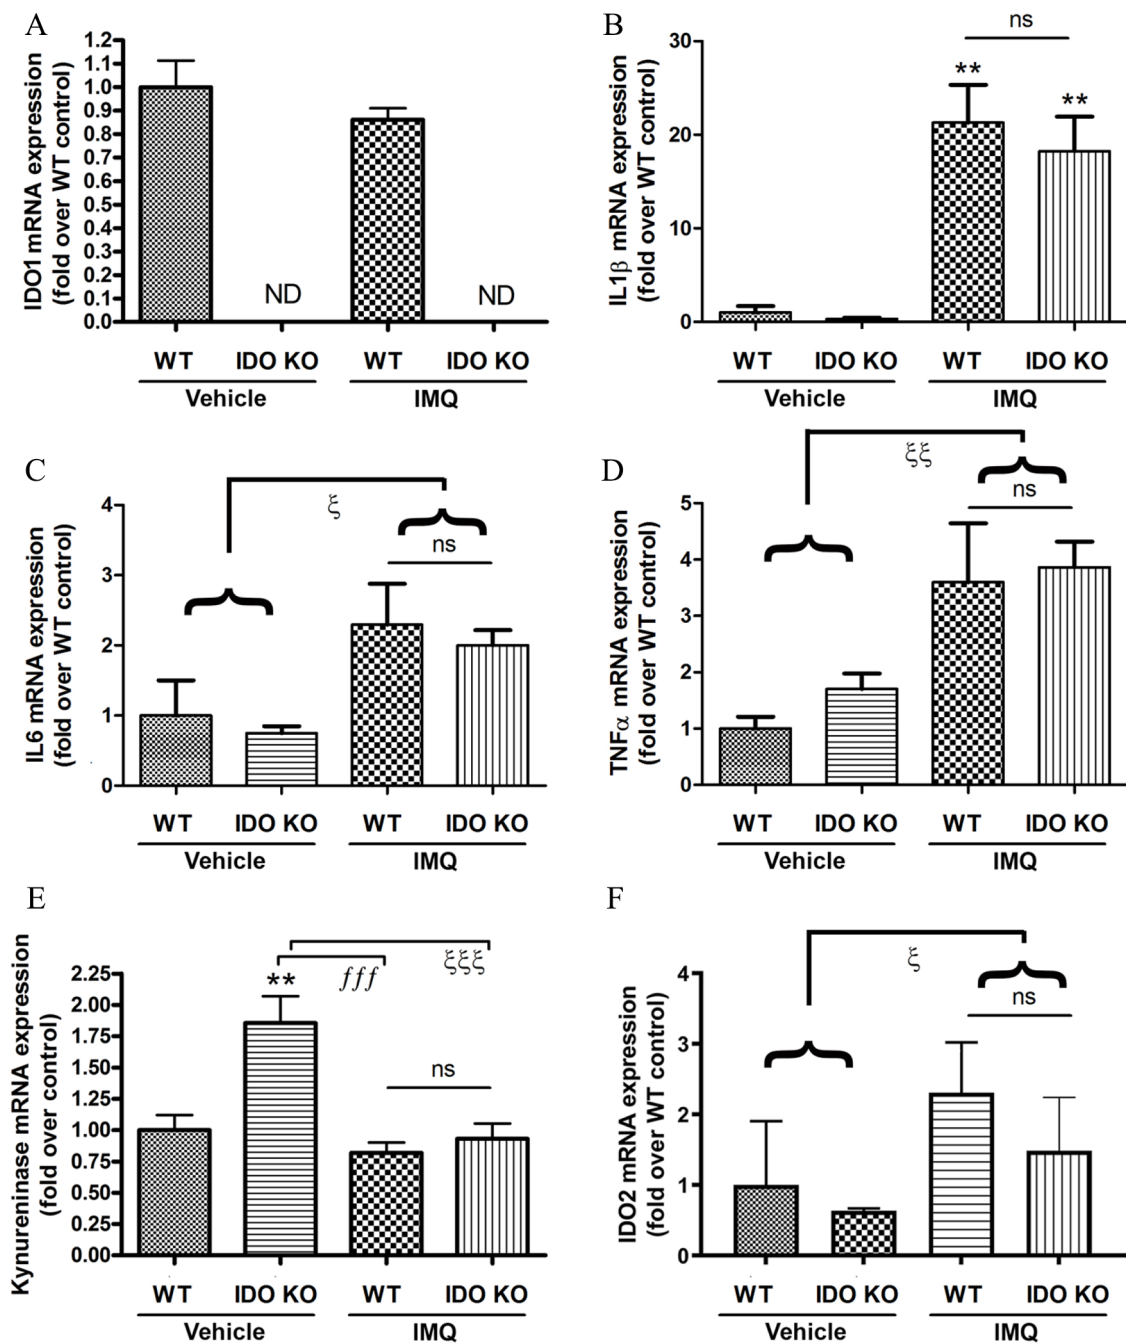 A
IDO1 mRNA expression
(fold over WT control)
1.2
1.1
1.0
0.9
0.8
0.7
0.6
0.5
0.4
0.3
0.2
0.1
0.0
ND
ND
WT
IDO KO
WT
IDO KO
Vehicle
IMQ
B
IL1β mRNA expression
(fold over WT control)
30
20
10
0
ns
**
**
WT
IDO KO
WT
IDO KO
Vehicle
IMQ
C
IL6 mRNA expression
(fold over WT control)
4
3
2
1
0
ξ
ns
WT
IDO KO
WT
IDO KO
Vehicle
IMQ
D
TNFα mRNA expression
(fold over WT control)
5
4
3
2
1
0
ξξ
ns
WT
IDO KO
WT
IDO KO
Vehicle
IMQ
E
Kynureninase mRNA expression
(fold over control)
2.25
2.00
1.75
1.50
1.25
1.00
0.75
0.50
0.25
0.00
**
fff
ξξξ
ns
WT
IDO KO
WT
IDO KO
Vehicle
IMQ
F
IDO2 mRNA expression
(fold over WT control)
4
3
2
1
0
ξ
ns
WT
IDO KO
WT
IDO KO
Vehicle
IMQ